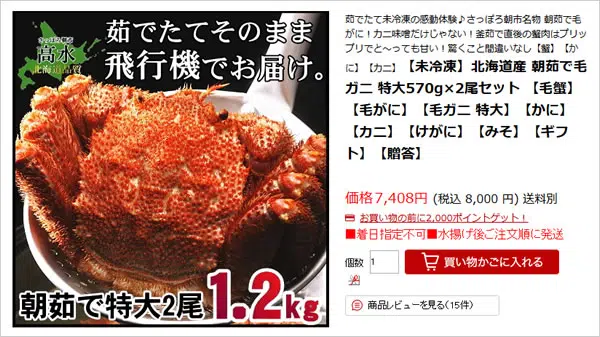 さっぽろ朝市
高水
北海道品質
茹でたてそのまま
飛行機でお届け。
朝茹で特大2尾1.2kg
茹でたて未冷凍の感動体験♪さっぽろ朝市名物 朝茹で毛
がに！カニ味噌だけじゃない！釜茹で直後の蟹肉はプリッ
プリでと～っても甘い！驚くこと間違いなし【蟹】【か
に】【カニ】【未冷凍】北海道産 朝茹で毛
ガニ 特大570g×2尾セット 【毛蟹】
【毛がに】【毛ガニ 特大】【かに】
【カニ】【けがに】【みそ】【ギフ
ト】【贈答】
価格7,408円 (税込 8,000 円) 送料別
お買い物の前に2,000ポイントゲット！
■着日指定不可■水揚げ後ご注文順に発送
個数 1 買い物かごに入れる
商品レビューを見る(15件)